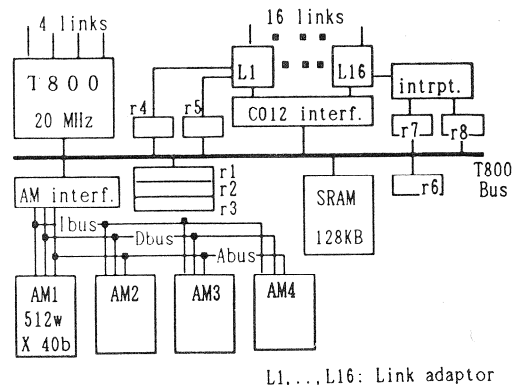 4 links
16 links
T800
20 MHz
L1
L16
intrpt.
r4
r5
C012 interf.
r7
r8
T800
Bus
AM interf.
r1
r2
r3
SRAM
128KB
r6
Ibus
Dbus
Abus
AM1
512w
X 40b
AM2
AM3
AM4
L1,..,L16: Link adaptor